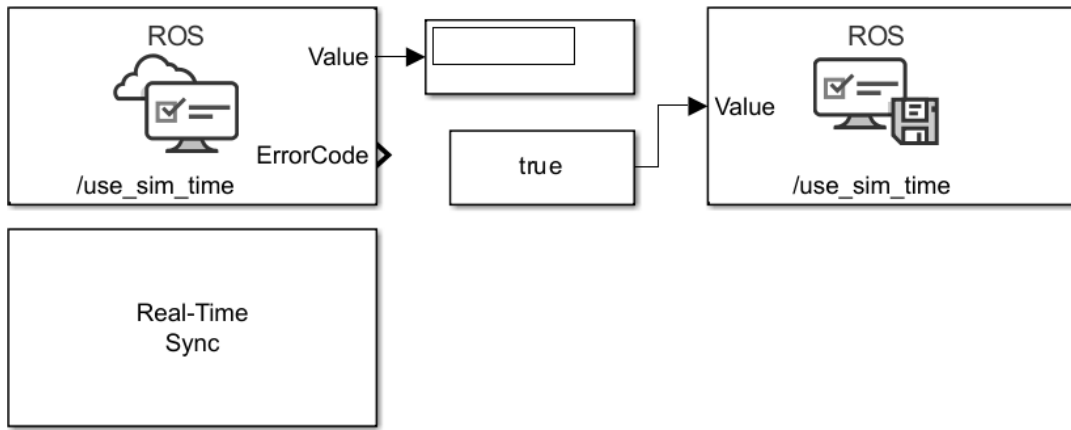 ROS
Value
ErrorCode
/use_sim_time
true
ROS
Value
/use_sim_time
Real-Time
Sync